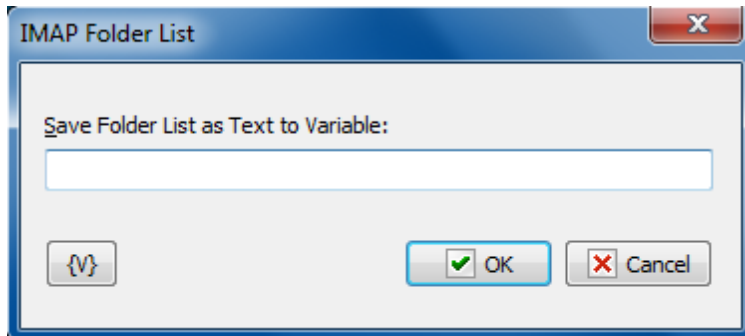 IMAP Folder List
Save Folder List as Text to Variable:
{V}
OK
Cancel